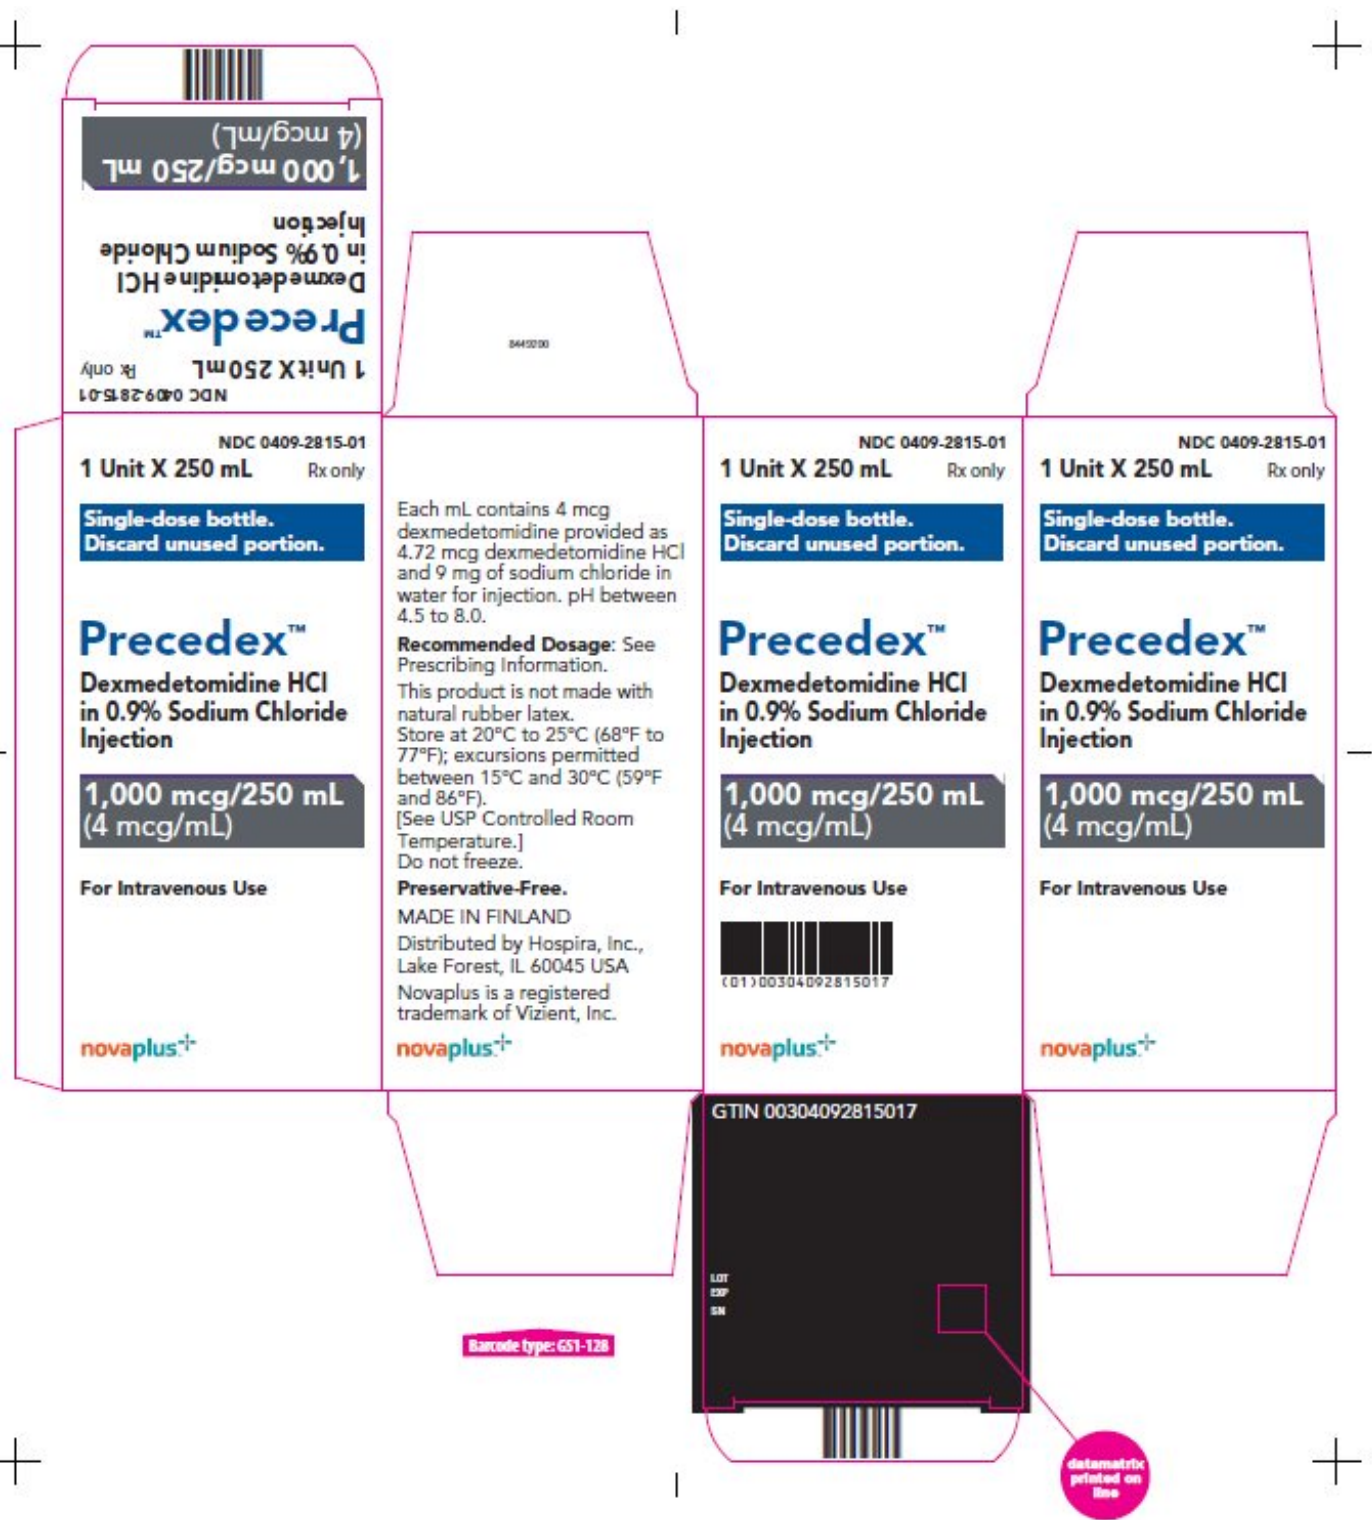 (4 mcg/mL)
1,000 mcg/250 mL
Injection
in 0.9% Sodium Chloride
Dexmedetomidine HCl
Precedex™
1 Unit X 250 mL Rx only
NDC 0409-2815-01
8449200
NDC 0409-2815-01
1 Unit X 250 mL Rx only
Single-dose bottle.
Discard unused portion.
Precedex™
Dexmedetomidine HCl
in 0.9% Sodium Chloride
Injection
1,000 mcg/250 mL
(4 mcg/mL)
For Intravenous Use
novaplus
Each mL contains 4 mcg
dexmedetomidine provided as
4.72 mcg dexmedetomidine HCl
and 9 mg of sodium chloride in
water for injection. pH between
4.5 to 8.0.
Recommended Dosage: See
Prescribing Information.
This product is not made with
natural rubber latex.
Store at 20°C to 25°C (68°F to
77°F); excursions permitted
between 15°C and 30°C (59°F
and 86°F).
[See USP Controlled Room
Temperature.]
Do not freeze.
Preservative-Free.
MADE IN FINLAND
Distributed by Hospira, Inc.,
Lake Forest, IL 60045 USA
Novaplus is a registered
trademark of Vizient, Inc.
novaplus
NDC 0409-2815-01
1 Unit X 250 mL Rx only
Single-dose bottle.
Discard unused portion.
Precedex™
Dexmedetomidine HCl
in 0.9% Sodium Chloride
Injection
1,000 mcg/250 mL
(4 mcg/mL)
For Intravenous Use
(01)00304092815017
novaplus
NDC 0409-2815-01
1 Unit X 250 mL Rx only
Single-dose bottle.
Discard unused portion.
Precedex™
Dexmedetomidine HCl
in 0.9% Sodium Chloride
Injection
1,000 mcg/250 mL
(4 mcg/mL)
For Intravenous Use
novaplus
GTIN 00304092815017
LOT
EXP
SN
Barcode type: GS1-128
datamatrix
printed on
line